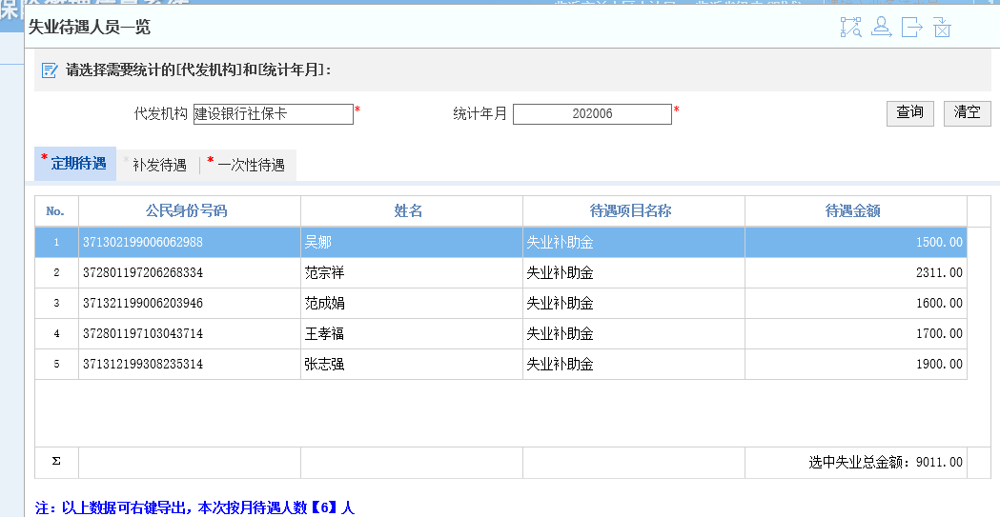 失业待遇人员一览
请选择需要统计的[代发机构]和[统计年月]：
代发机构 建设银行社保卡 * 统计年月 202006 * 查询 清空
* 定期待遇 * 补发待遇 * 一次性待遇
No. 公民身份号码 姓名 待遇项目名称 待遇金额
1 371302199006062988 吴娜 失业补助金 1500.00
2 372801197206268334 范宗祥 失业补助金 2311.00
3 371321199006203946 范成娟 失业补助金 1600.00
4 372801197103043714 王孝福 失业补助金 1700.00
5 371312199308235314 张志强 失业补助金 1900.00
Σ 选中失业总金额：9011.00
注：以上数据可右键导出，本次按月待遇人数【6】人